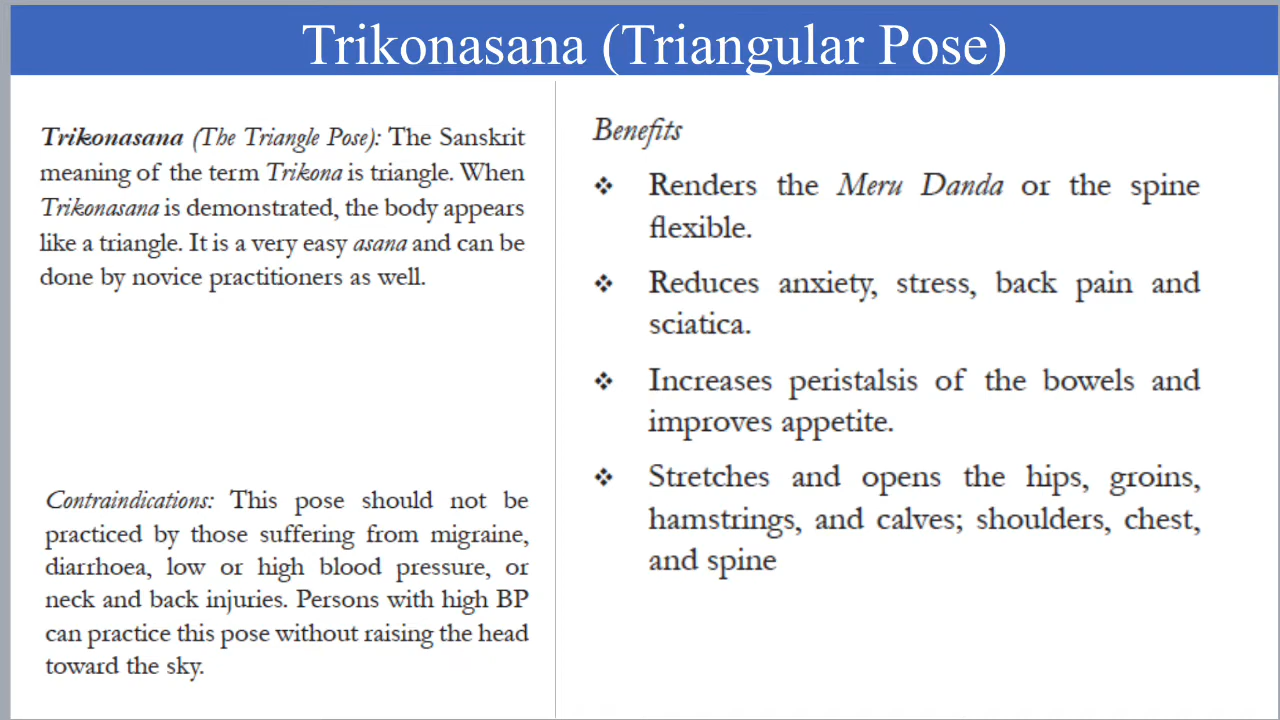 Trikonasana (Triangular Pose)
Trikonasana (The Triangle Pose): The Sanskrit
meaning of the term Trikona is triangle. When
Trikonasana is demonstrated, the body appears
like a triangle. It is a very easy asana and can be
done by novice practitioners as well.
Contraindications: This pose should not be
practiced by those suffering from migraine,
diarrhoea, low or high blood pressure, or
neck and back injuries. Persons with high BP
can practice this pose without raising the head
toward the sky.
Benefits
❖ Renders the Meru Danda or the spine
flexible.
❖ Reduces anxiety, stress, back pain and
sciatica.
❖ Increases peristalsis of the bowels and
improves appetite.
❖ Stretches and opens the hips, groins,
hamstrings, and calves; shoulders, chest,
and spine